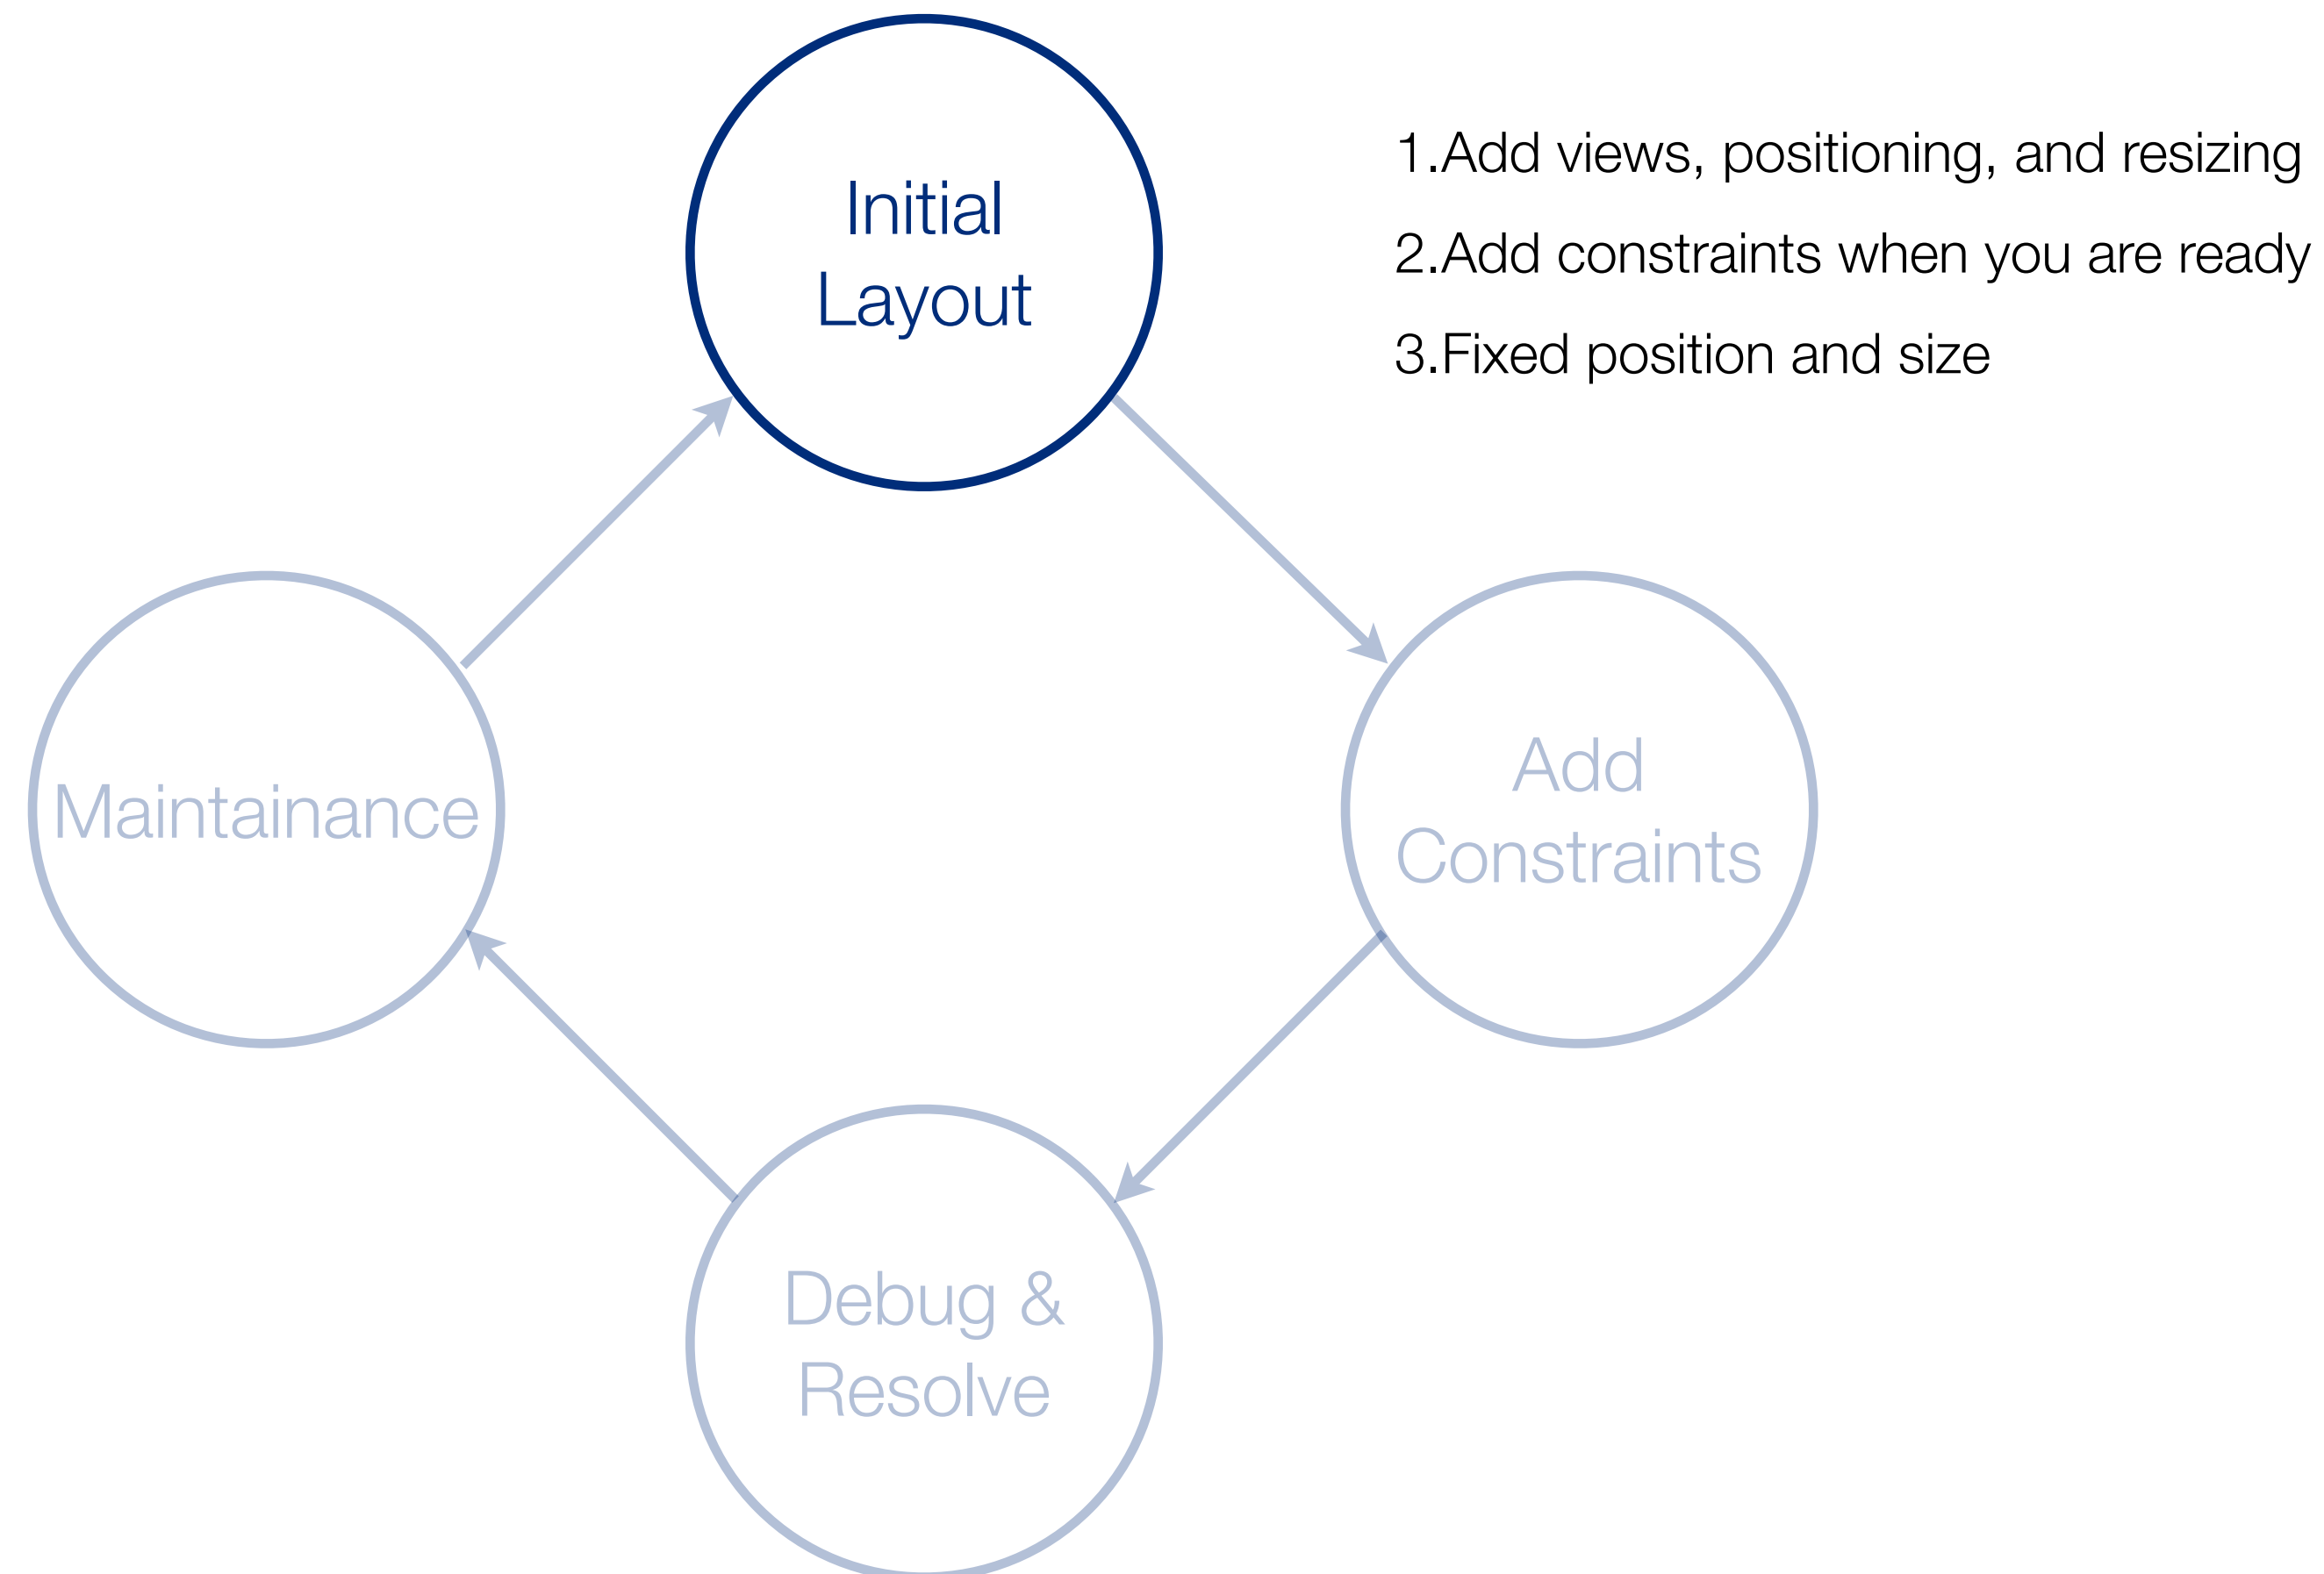 Initial
Layout
1.Add views, positioning, and resizing
2.Add constraints when you are ready
3.Fixed position and size
Maintainance
Add
Constraints
Debug &
Resolve